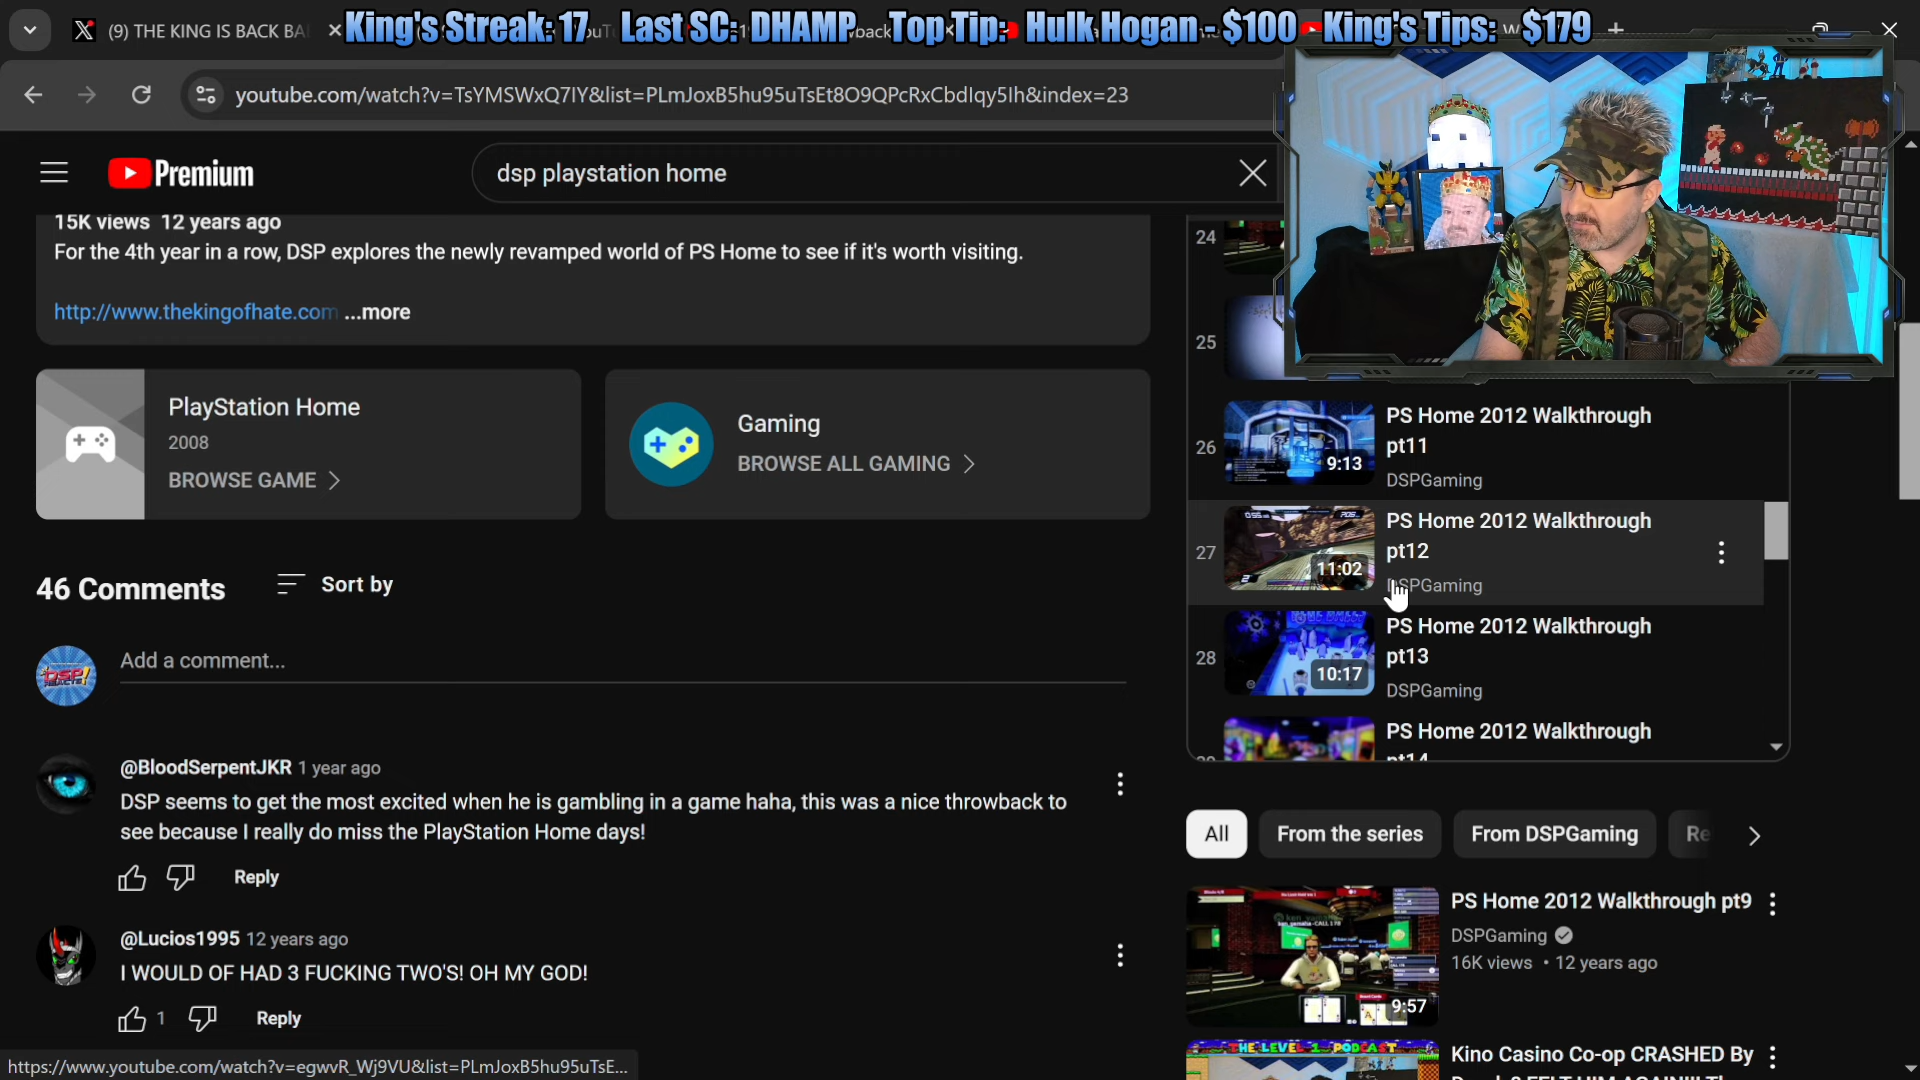 (9) THE KING IS BACK BA
King's Streak: 17 Last SC: DHAMP Top Tip: Hulk Hogan - $100 King's Tips: $179
youtube.com/watch?v=TsYMSWxQ7IY&list=PLmJoxB5hu95uTsEt8O9QPcRxCbdIqy5Ih&index=23
Premium
dsp playstation home
15K views 12 years ago
For the 4th year in a row, DSP explores the newly revamped world of PS Home to see if it's worth visiting.
http://www.thekingofhate.com ...more
PlayStation Home
2008
BROWSE GAME
Gaming
BROWSE ALL GAMING
46 Comments
Sort by
Add a comment...
@BloodSerpentJKR 1 year ago
DSP seems to get the most excited when he is gambling in a game haha, this was a nice throwback to
see because I really do miss the PlayStation Home days!
Reply
@Lucios1995 12 years ago
I WOULD OF HAD 3 FUCKING TWO'S! OH MY GOD!
1
Reply
https://www.youtube.com/watch?v=egwvR_Wj9VU&list=PLmJoxB5hu95uTsE...
24
25
26
9:13
PS Home 2012 Walkthrough
pt11
DSPGaming
27
11:02
PS Home 2012 Walkthrough
pt12
DSPGaming
28
10:17
PS Home 2012 Walkthrough
pt13
DSPGaming
PS Home 2012 Walkthrough
pt14
All
From the series
From DSPGaming
Re
9:57
PS Home 2012 Walkthrough pt9
DSPGaming
16K views • 12 years ago
THE LEVEL 1 PODCAST
Kino Casino Co-op CRASHED By